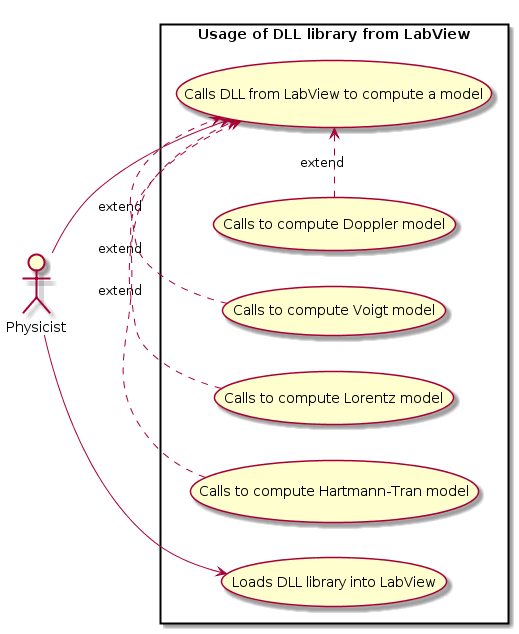 Usage of DLL library from LabView
Calls DLL from LabView to compute a model
extend
Calls to compute Doppler model
extend
extend
extend
Calls to compute Voigt model
Physicist
Calls to compute Lorentz model
Calls to compute Hartmann-Tran model
Loads DLL library into LabView